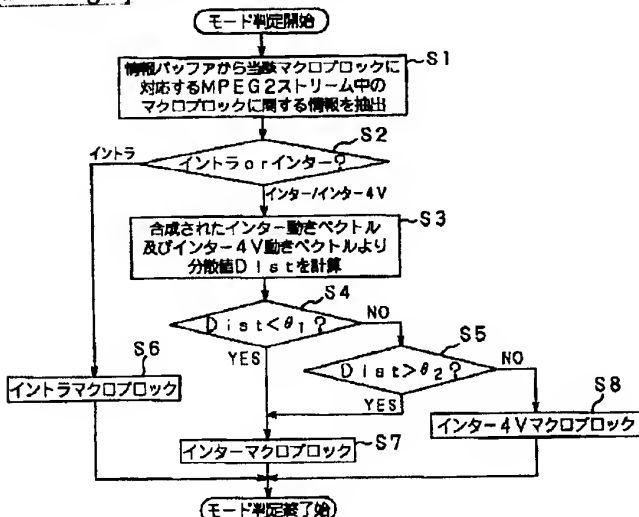 モード判定開始
S1
情報バッファから当該マクロブロックに
対応するMPEG2ストリーム中の
マクロブロックに関する情報を抽出
S2
イントラ
イントラorインター?
インター/インター4V
S3
合成されたインター動きベクトル
及びインター4V動きベクトルより
分散値Distを計算
S4
Dist<θ1?
NO
YES
S5
Dist>θ2?
NO
YES
S6
イントラマクロブロック
S8
インター4Vマクロブロック
S7
インターマクロブロック
モード判定終了始